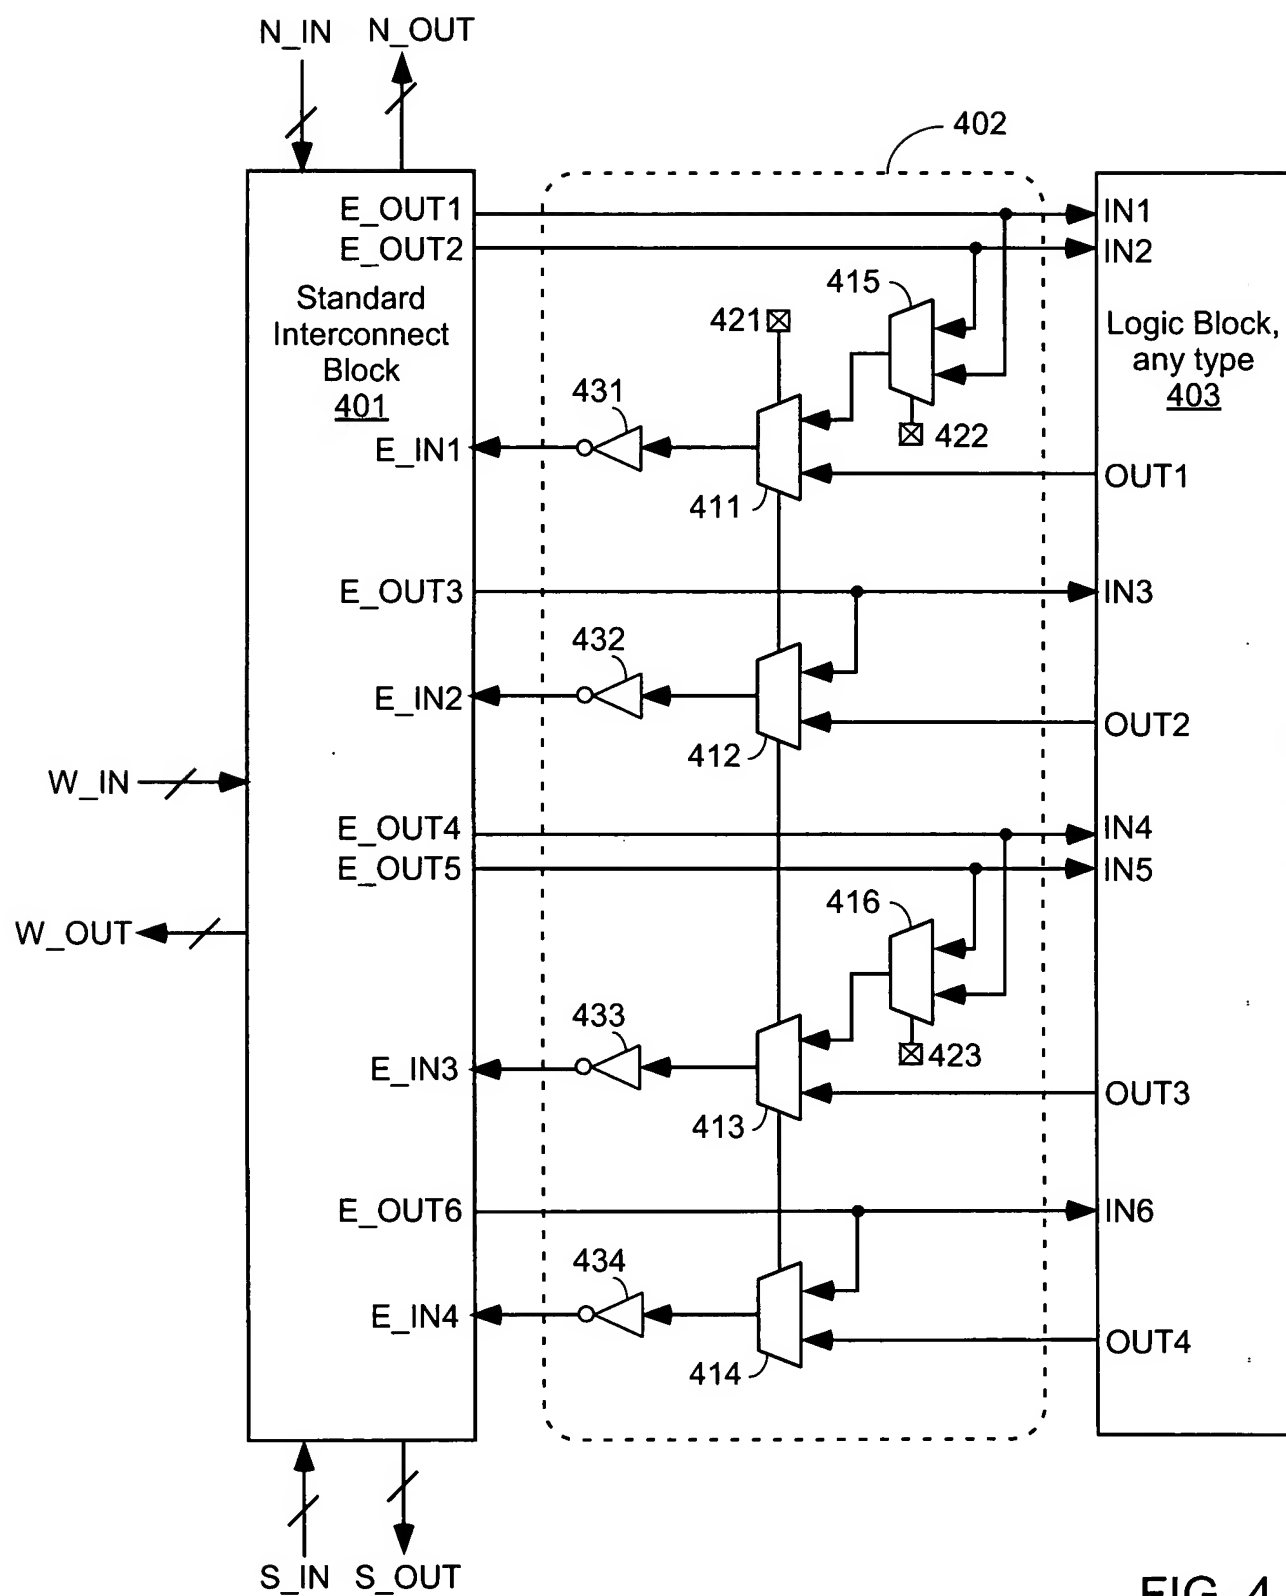 N_IN N_OUT
402
E_OUT1 IN1
E_OUT2 IN2
Standard
Interconnect
Block
401
415
421
Logic Block,
any type
403
431
422
E_IN1
OUT1
411
E_OUT3 IN3
432
E_IN2
OUT2
412
W_IN
E_OUT4 IN4
E_OUT5 IN5
416
W_OUT
433
423
E_IN3
OUT3
413
E_OUT6 IN6
434
E_IN4
OUT4
414
S_IN S_OUT
FIG. 4